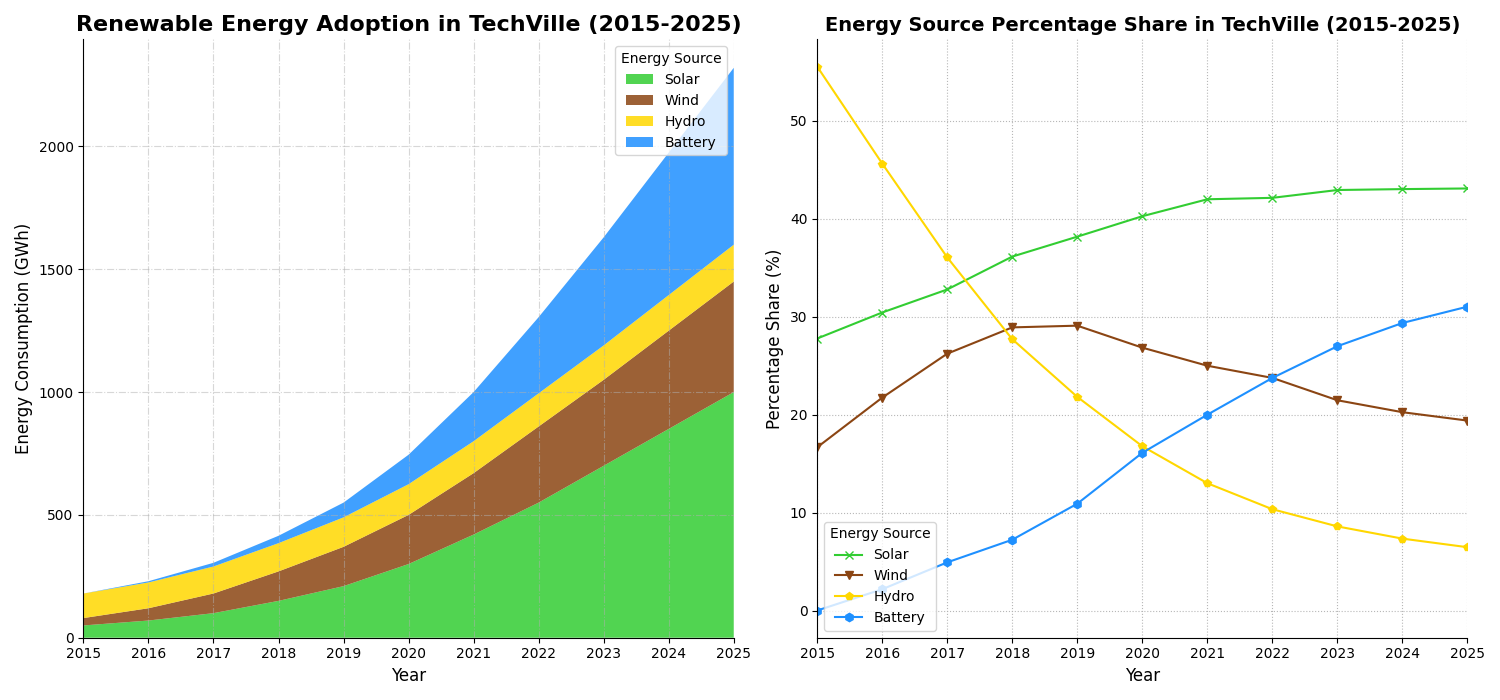 Renewable Energy Adoption in TechVille (2015-2025)
Energy Consumption (GWh)
2000
1500
1000
500
0
Energy Source
Solar
Wind
Hydro
Battery
2015 2016 2017 2018 2019 2020 2021 2022 2023 2024 2025
Year
Energy Source Percentage Share in TechVille (2015-2025)
Percentage Share (%)
50
40
30
20
10
0
Energy Source
Solar
Wind
Hydro
Battery
2015 2016 2017 2018 2019 2020 2021 2022 2023 2024 2025
Year